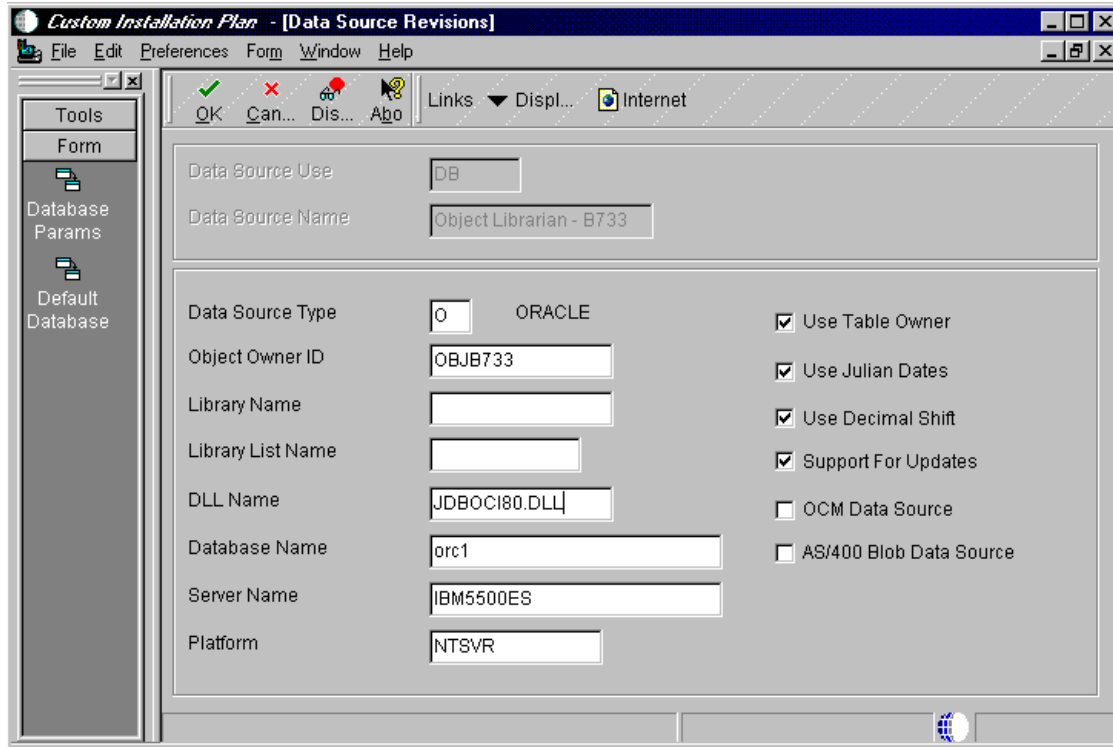 Custom Installation Plan - [Data Source Revisions]
File Edit Preferences Form Window Help
OK Can... Dis... Abo Links Displ... Internet
Tools
Form
Database
Params
Default
Database
Data Source Use DB
Data Source Name Object Librarian - B733
Data Source Type O ORACLE
Use Table Owner
Object Owner ID OBJB733
Use Julian Dates
Library Name
Use Decimal Shift
Library List Name
Support For Updates
DLL Name JDBOCI80.DLL
OCM Data Source
Database Name orc1
AS/400 Blob Data Source
Server Name IBM5500ES
Platform NTSVR